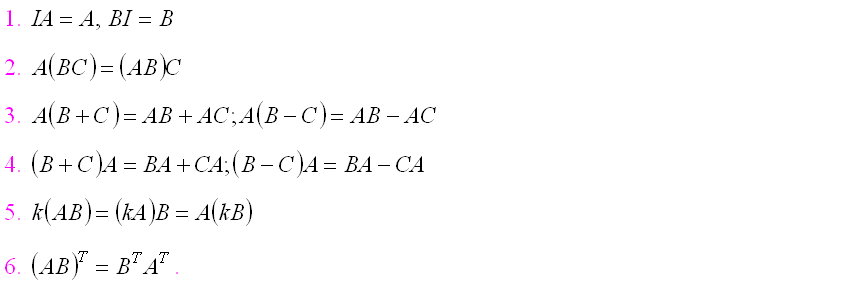 1. IA = A, BI = B
2. A(BC) = (AB)C
3. A(B + C) = AB + AC; A(B − C) = AB − AC
4. (B + C)A = BA + CA; (B − C)A = BA − CA
5. k(AB) = (kA)B = A(kB)
6. (AB)ᵀ = BᵀAᵀ .